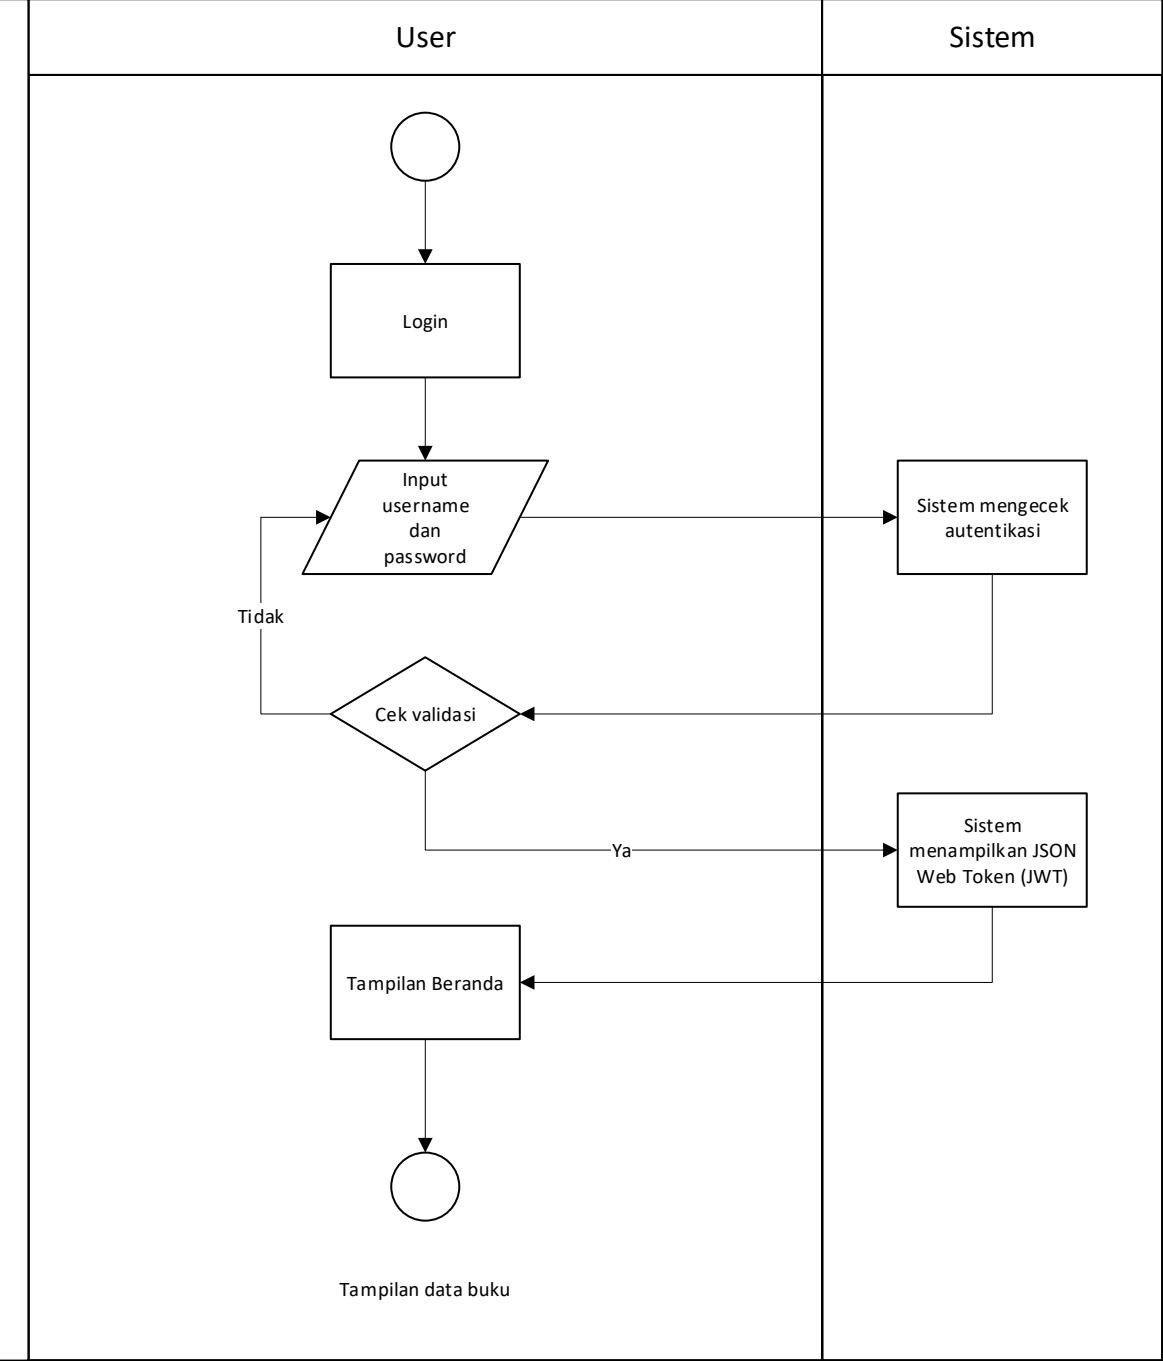 User
Sistem
Login
Input
username
dan
password
Sistem mengecek
autentikasi
Tidak
Cek validasi
Ya
Sistem
menampilkan JSON
Web Token (JWT)
Tampilan Beranda
Tampilan data buku